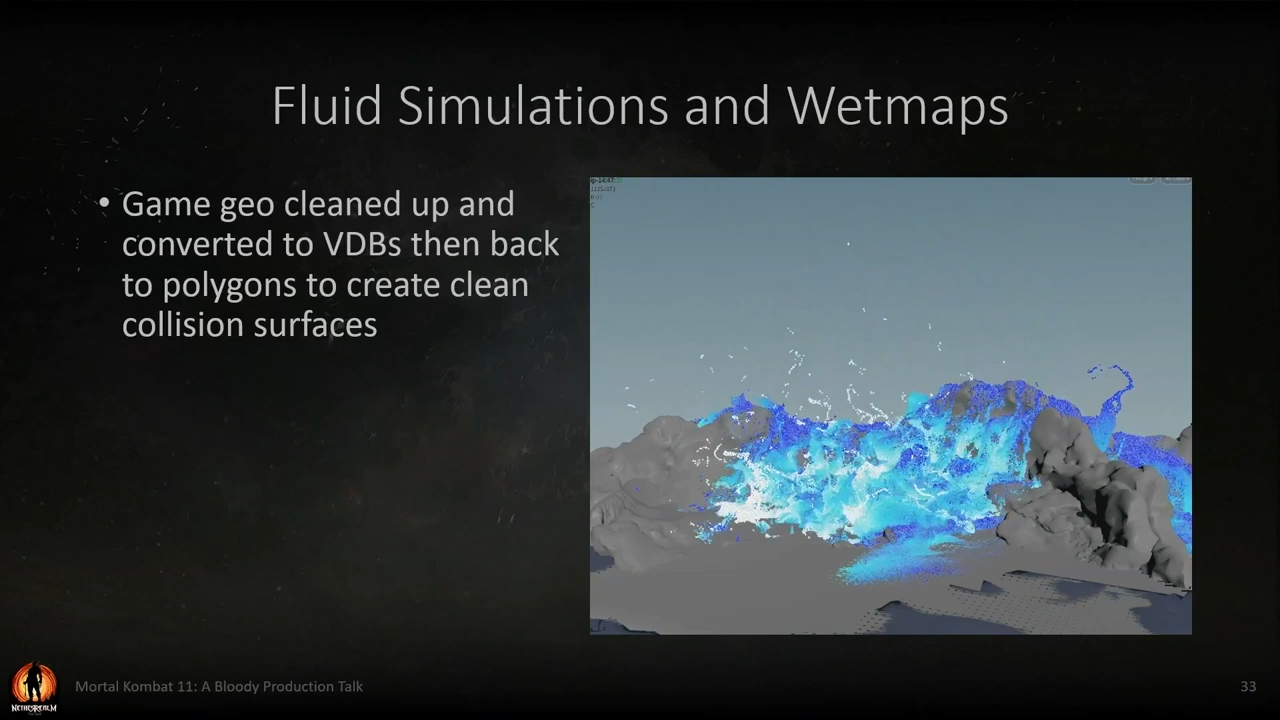 Fluid Simulations and Wetmaps
• Game geo cleaned up and
converted to VDBs then back
to polygons to create clean
collision surfaces
NETHERREALM
Mortal Kombat 11: A Bloody Production Talk
33